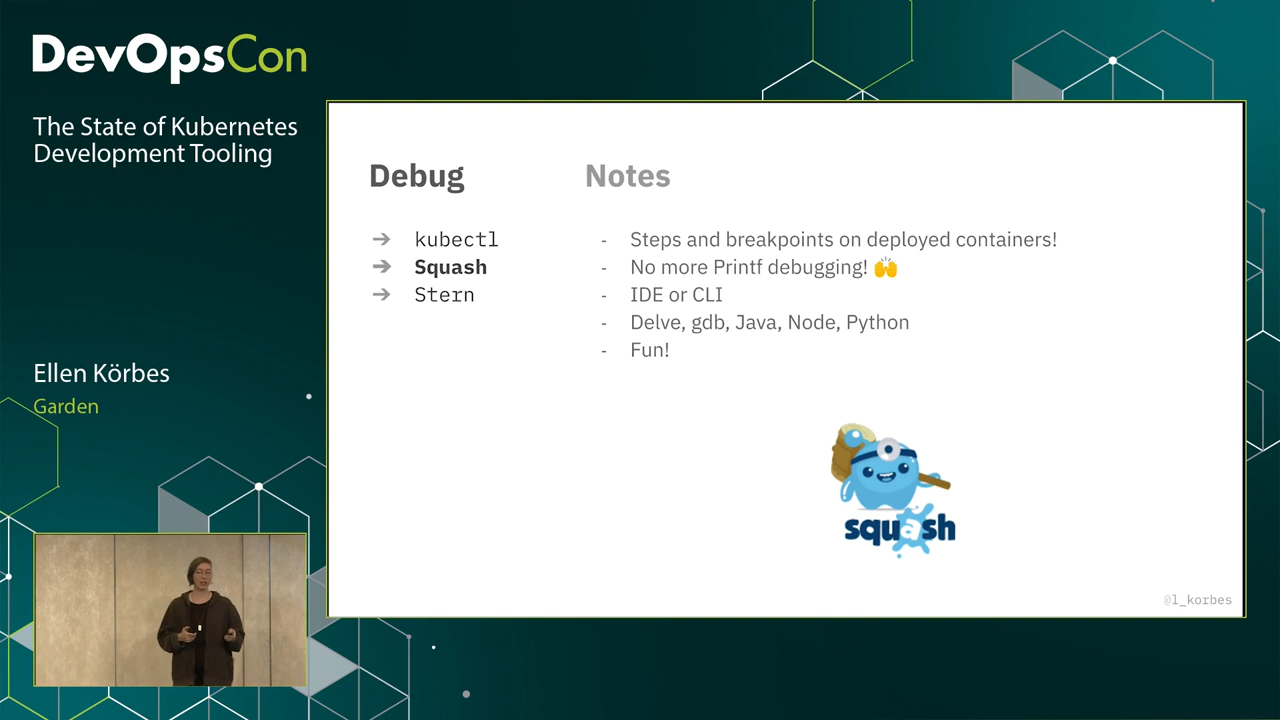 DevOpsCon
The State of Kubernetes
Development Tooling
Ellen Körbes
Garden
Debug
➔ kubectl
➔ Squash
➔ Stern
Notes
- Steps and breakpoints on deployed containers!
- No more Printf debugging! 🙌
- IDE or CLI
- Delve, gdb, Java, Node, Python
- Fun!
squash
@l_korbes